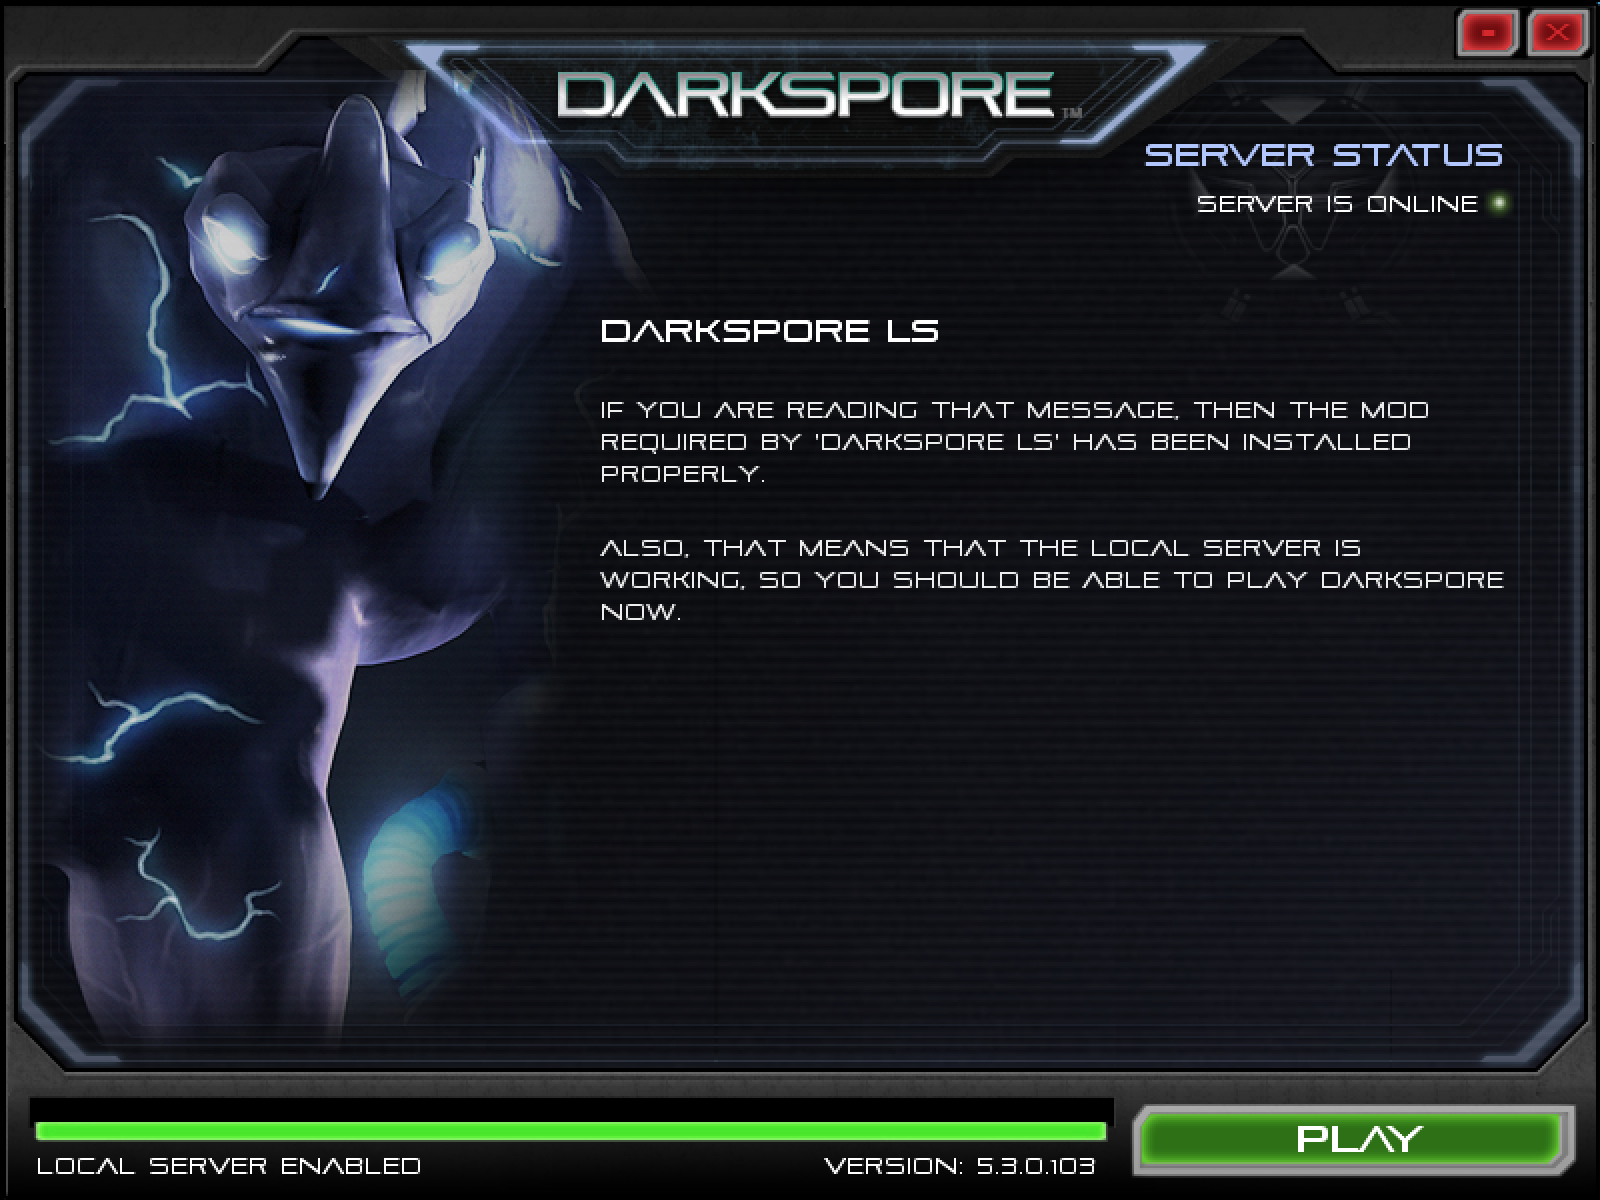 DARKSPORE™
SERVER STATUS
SERVER IS ONLINE
DARKSPORE LS
IF YOU ARE READING THAT MESSAGE, THEN THE MOD
REQUIRED BY 'DARKSPORE LS' HAS BEEN INSTALLED
PROPERLY.
ALSO, THAT MEANS THAT THE LOCAL SERVER IS
WORKING, SO YOU SHOULD BE ABLE TO PLAY DARKSPORE
NOW.
LOCAL SERVER ENABLED
VERSION: 5.3.0.103
PLAY